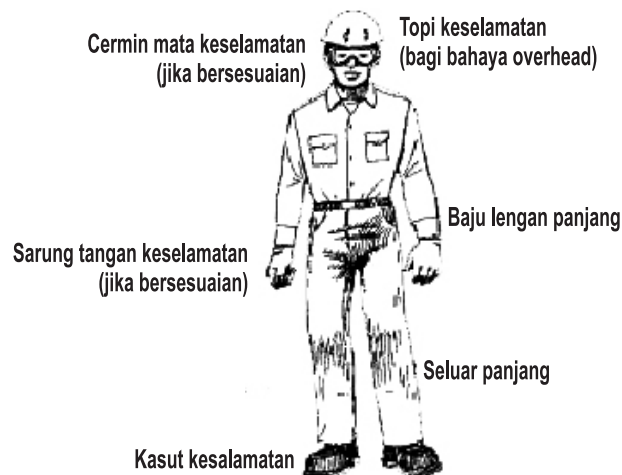 Cermin mata keselamatan
(jika bersesuaian)
Topi keselamatan
(bagi bahaya overhead)
Baju lengan panjang
Sarung tangan keselamatan
(jika bersesuaian)
Seluar panjang
Kasut kesalamatan